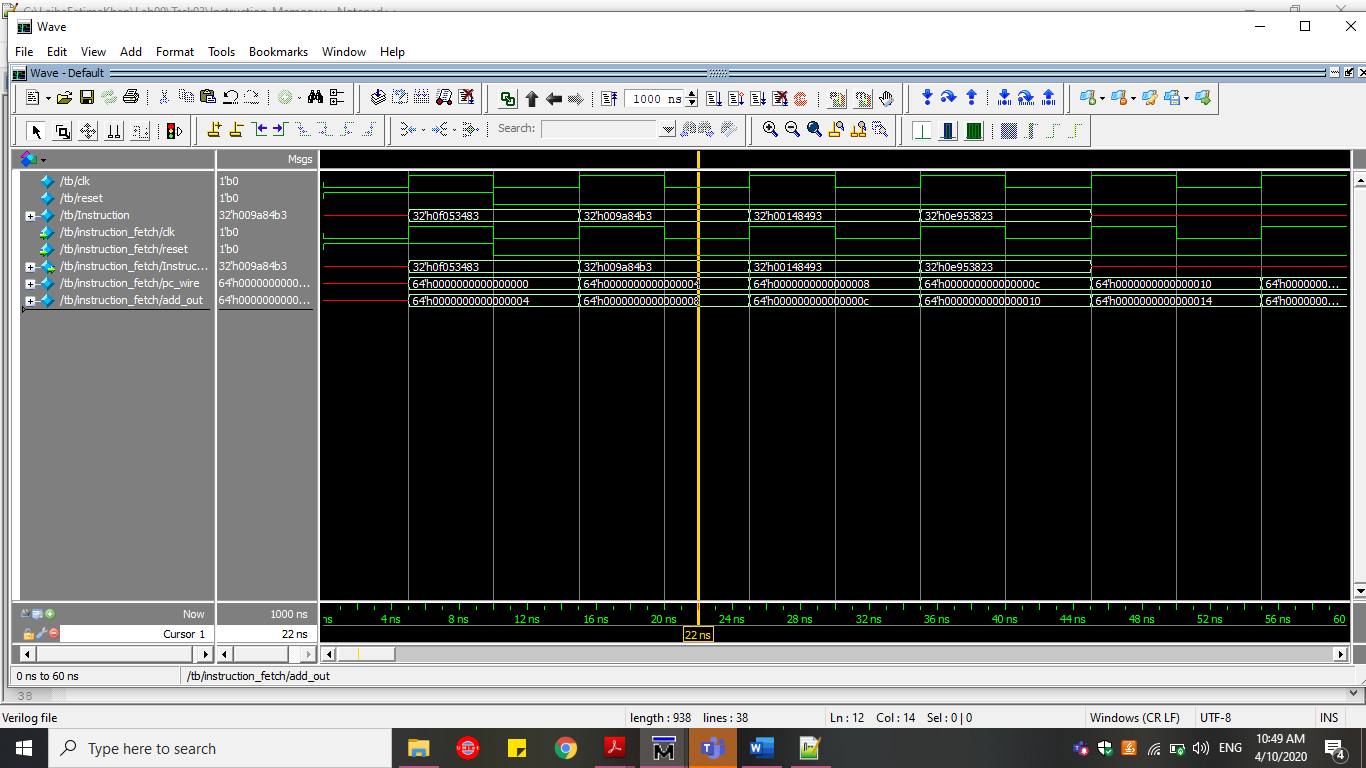 Wave
File Edit View Add Format Tools Bookmarks Window Help
Wave - Default
1000 ns
Search:
Msgs
/tb/clk 1'b0
/tb/reset 1'b0
/tb/Instruction 32'h009a84b3 32'h0f053483 32'h009a84b3 32'h00148493 32'h0e953823
/tb/instruction_fetch/clk 1'b0
/tb/instruction_fetch/reset 1'b0
/tb/instruction_fetch/Instruc... 32'h009a84b3 32'h0f053483 32'h009a84b3 32'h00148493 32'h0e953823
/tb/instruction_fetch/pc_wire 64'h0000000000... 64'h0000000000000000 64'h0000000000000004 64'h0000000000000008 64'h000000000000000c 64'h0000000000000010 64'h0000000...
/tb/instruction_fetch/add_out 64'h0000000000... 64'h0000000000000004 64'h0000000000000008 64'h000000000000000c 64'h0000000000000010 64'h0000000000000014 64'h0000000...
Now 1000 ns ns 4 ns 8 ns 12 ns 16 ns 20 ns 24 ns 28 ns 32 ns 36 ns 40 ns 44 ns 48 ns 52 ns 56 ns 60
Cursor 1 22 ns 22 ns
0 ns to 60 ns /tb/instruction_fetch/add_out
38
Verilog file length : 938 lines : 38 Ln : 12 Col : 14 Sel : 0 | 0 Windows (CR LF) UTF-8 INS
Type here to search ENG 10:49 AM
4/10/2020 4